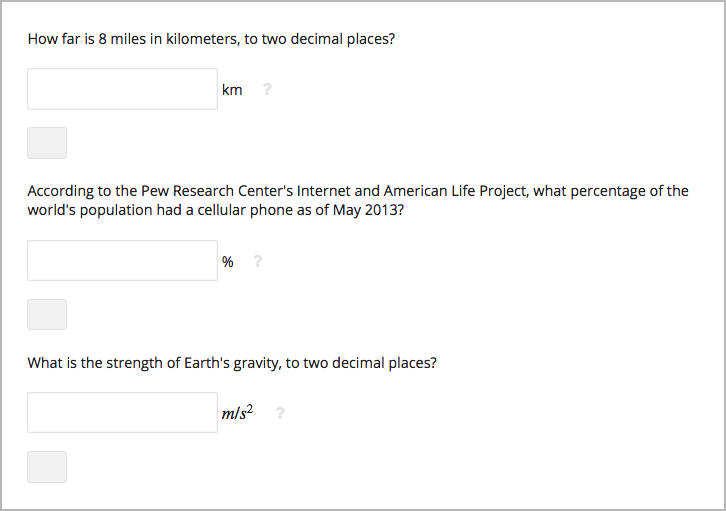 How far is 8 miles in kilometers, to two decimal places?
km ?
According to the Pew Research Center's Internet and American Life Project, what percentage of the
world's population had a cellular phone as of May 2013?
% ?
What is the strength of Earth's gravity, to two decimal places?
m/s² ?